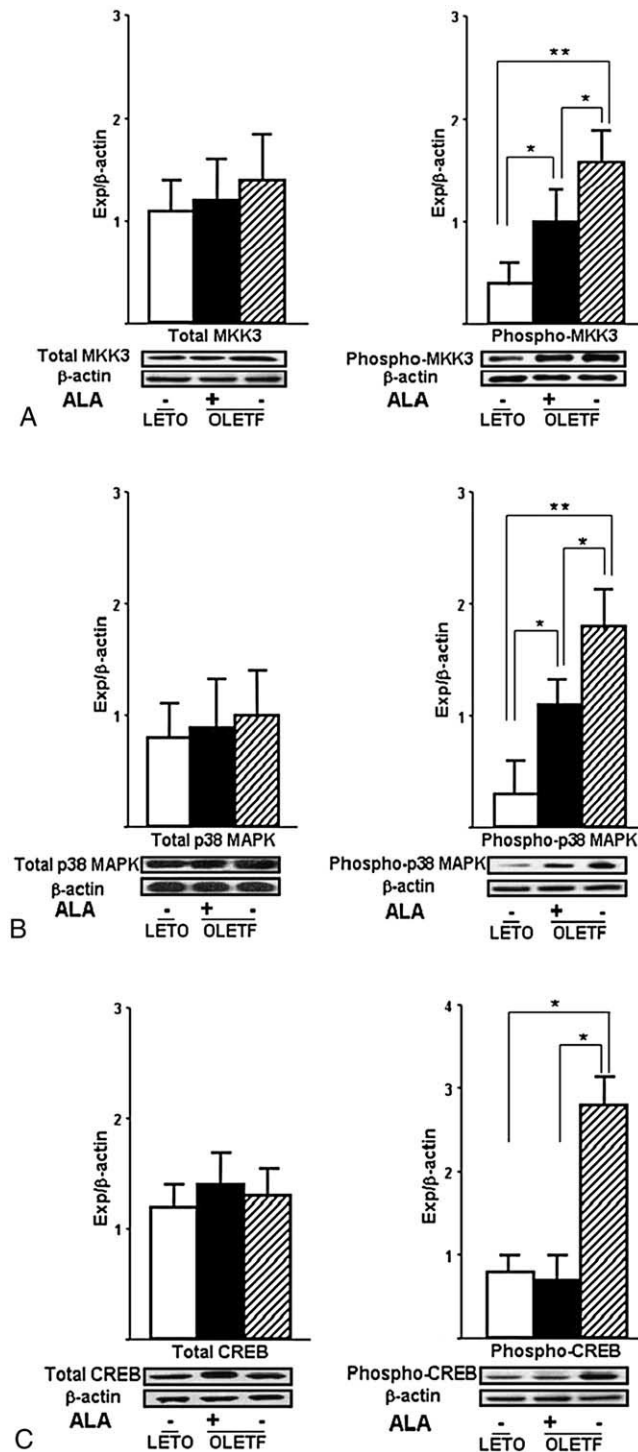 3
**
*
*
2
Exp/β-actin
1
Total MKK3
Total MKK3
β-actin
ALA
- + -
LETO OLETF
A
3
2
Exp/β-actin
1
Phospho-MKK3
Phospho-MKK3
β-actin
ALA
- + -
LETO OLETF
3
2
Exp/β-actin
1
Total p38 MAPK
Total p38 MAPK
β-actin
ALA
- + -
LETO OLETF
B
3
**
*
2
*
Exp/β-actin
1
Phospho-p38 MAPK
Phospho-p38 MAPK
β-actin
ALA
- + -
LETO OLETF
3
2
Exp/β-actin
1
Total CREB
Total CREB
β-actin
ALA
- + -
LETO OLETF
C
4
*
*
3
Exp/β-actin
2
1
Phospho-CREB
Phospho-CREB
β-actin
ALA
- + -
LETO OLETF